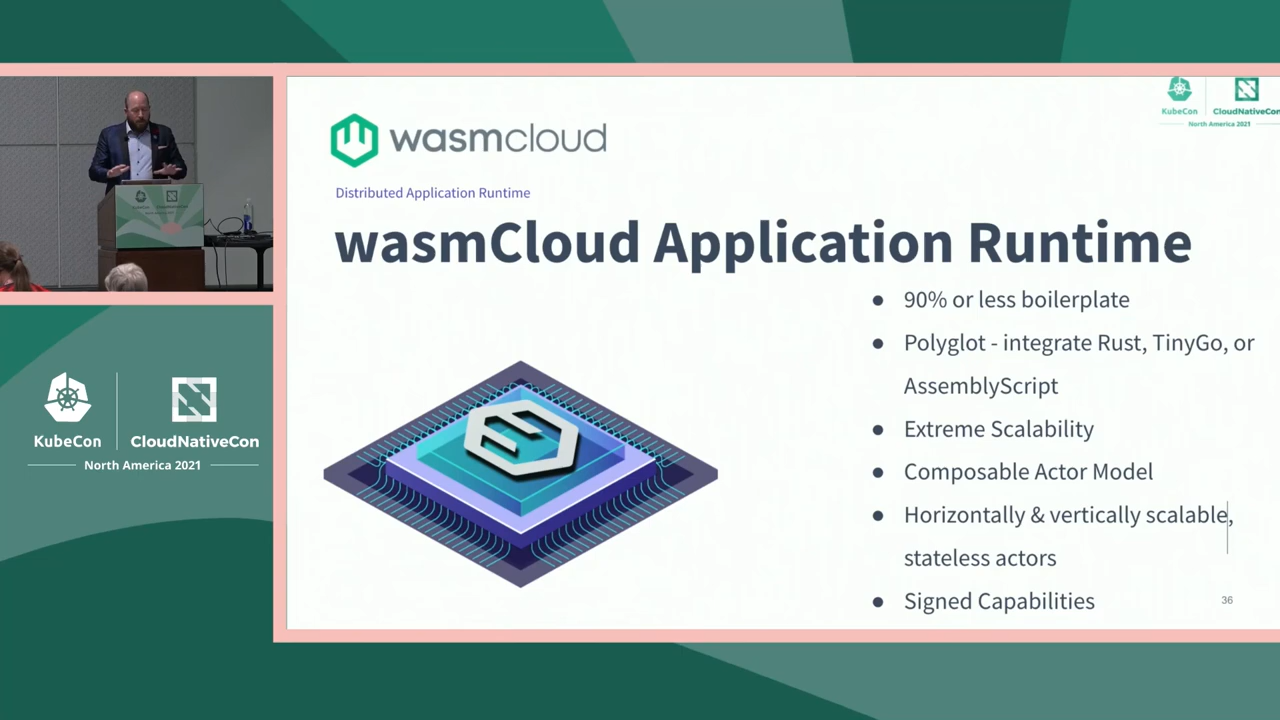 KubeCon
CloudNativeCon
North America 2021
wasmcloud
Distributed Application Runtime
wasmCloud Application Runtime
● 90% or less boilerplate
● Polyglot - integrate Rust, TinyGo, or
AssemblyScript
● Extreme Scalability
● Composable Actor Model
● Horizontally & vertically scalable,
stateless actors
● Signed Capabilities
36
KubeCon
CloudNativeCon
North America 2021